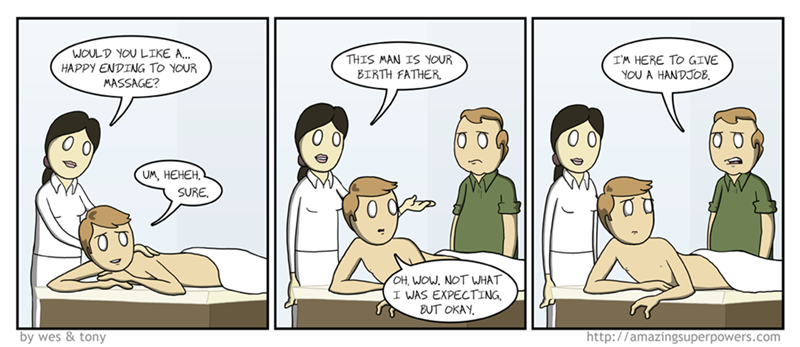 WOULD YOU LIKE A...
HAPPY ENDING TO YOUR
MASSAGE?
UM, HEHEH,
SURE.
THIS MAN IS YOUR
BIRTH FATHER.
OH, WOW. NOT WHAT
I WAS EXPECTING,
BUT OKAY.
I'M HERE TO GIVE
YOU A HANDJOB.
by wes & tony
http://amazingsuperpowers.com